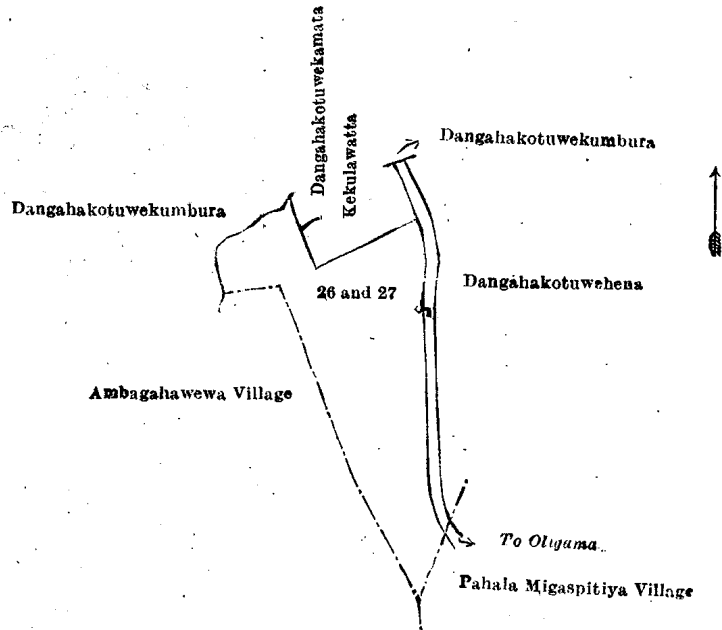 Dangahakotuwekamata
Kekulawatta
Dangahakotuwekumbura
Dangahakotuwekumbura
26 and 27
Dangahakotuwehena
Ambagahawewa Village
To Oligama
Pahala Migaspitiya Village